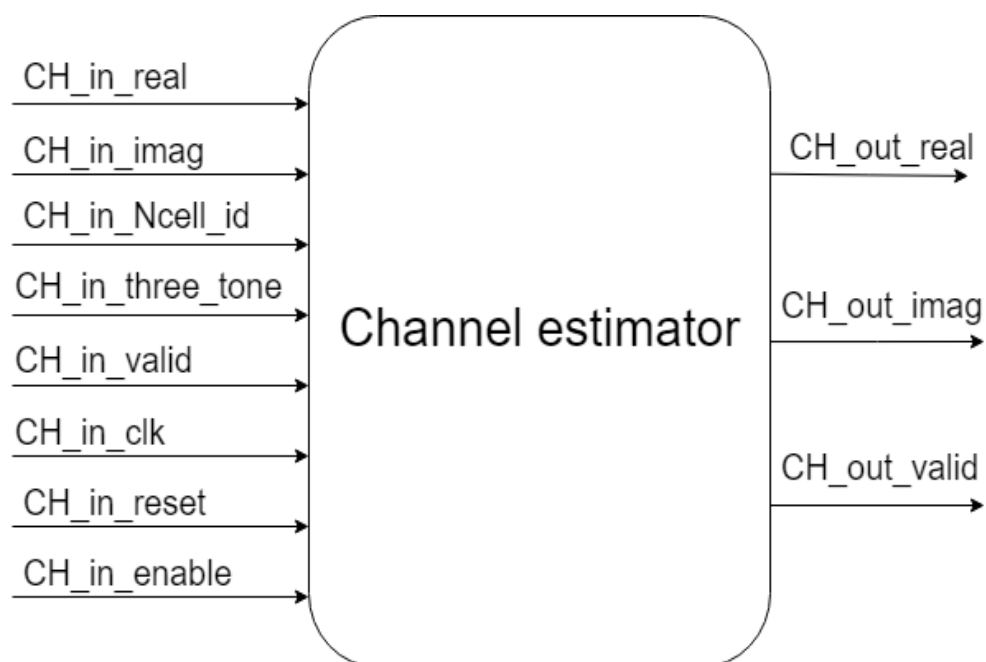 CH_in_real
CH_in_imag
CH_in_Ncell_id
CH_in_three_tone
CH_in_valid
CH_in_clk
CH_in_reset
CH_in_enable
Channel estimator
CH_out_real
CH_out_imag
CH_out_valid